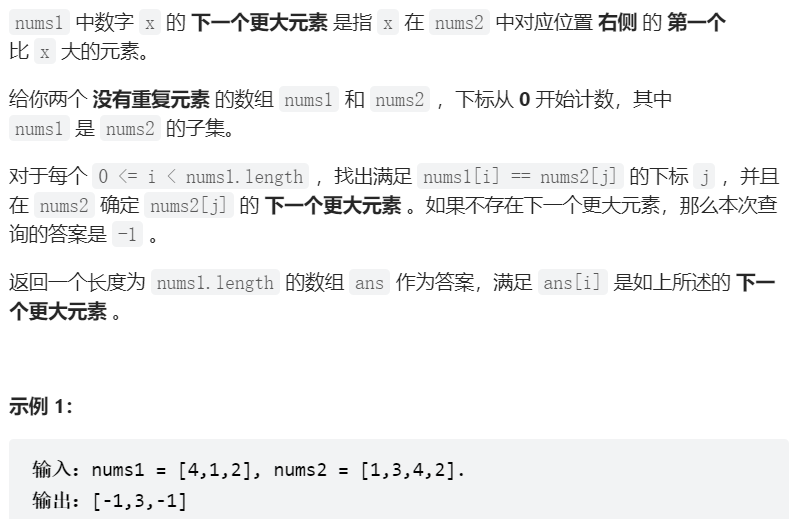 nums1 中数字 x 的 下一个更大元素 是指 x 在 nums2 中对应位置 右侧 的 第一个
比 x 大的元素。
给你两个 没有重复元素 的数组 nums1 和 nums2 ，下标从 0 开始计数，其中
nums1 是 nums2 的子集。
对于每个 0 <= i < nums1.length ，找出满足 nums1[i] == nums2[j] 的下标 j ，并且
在 nums2 确定 nums2[j] 的 下一个更大元素 。如果不存在下一个更大元素，那么本次查
询的答案是 -1 。
返回一个长度为 nums1.length 的数组 ans 作为答案，满足 ans[i] 是如上所述的 下一
个更大元素 。
示例 1：
输入：nums1 = [4,1,2], nums2 = [1,3,4,2].
输出：[-1,3,-1]